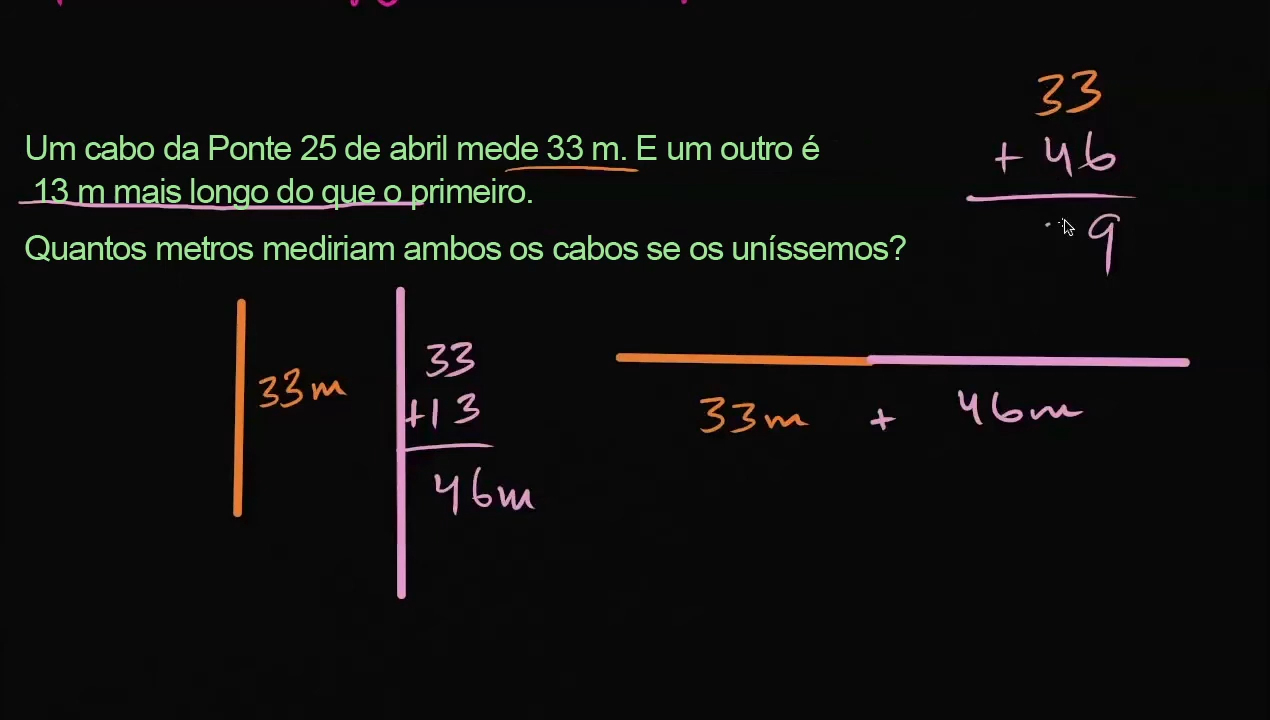 Um cabo da Ponte 25 de abril mede 33 m. E um outro é
13 m mais longo do que o primeiro.
Quantos metros mediriam ambos os cabos se os uníssemos?
33
+ 46
9
33m
33
+13
46m
33m + 46m